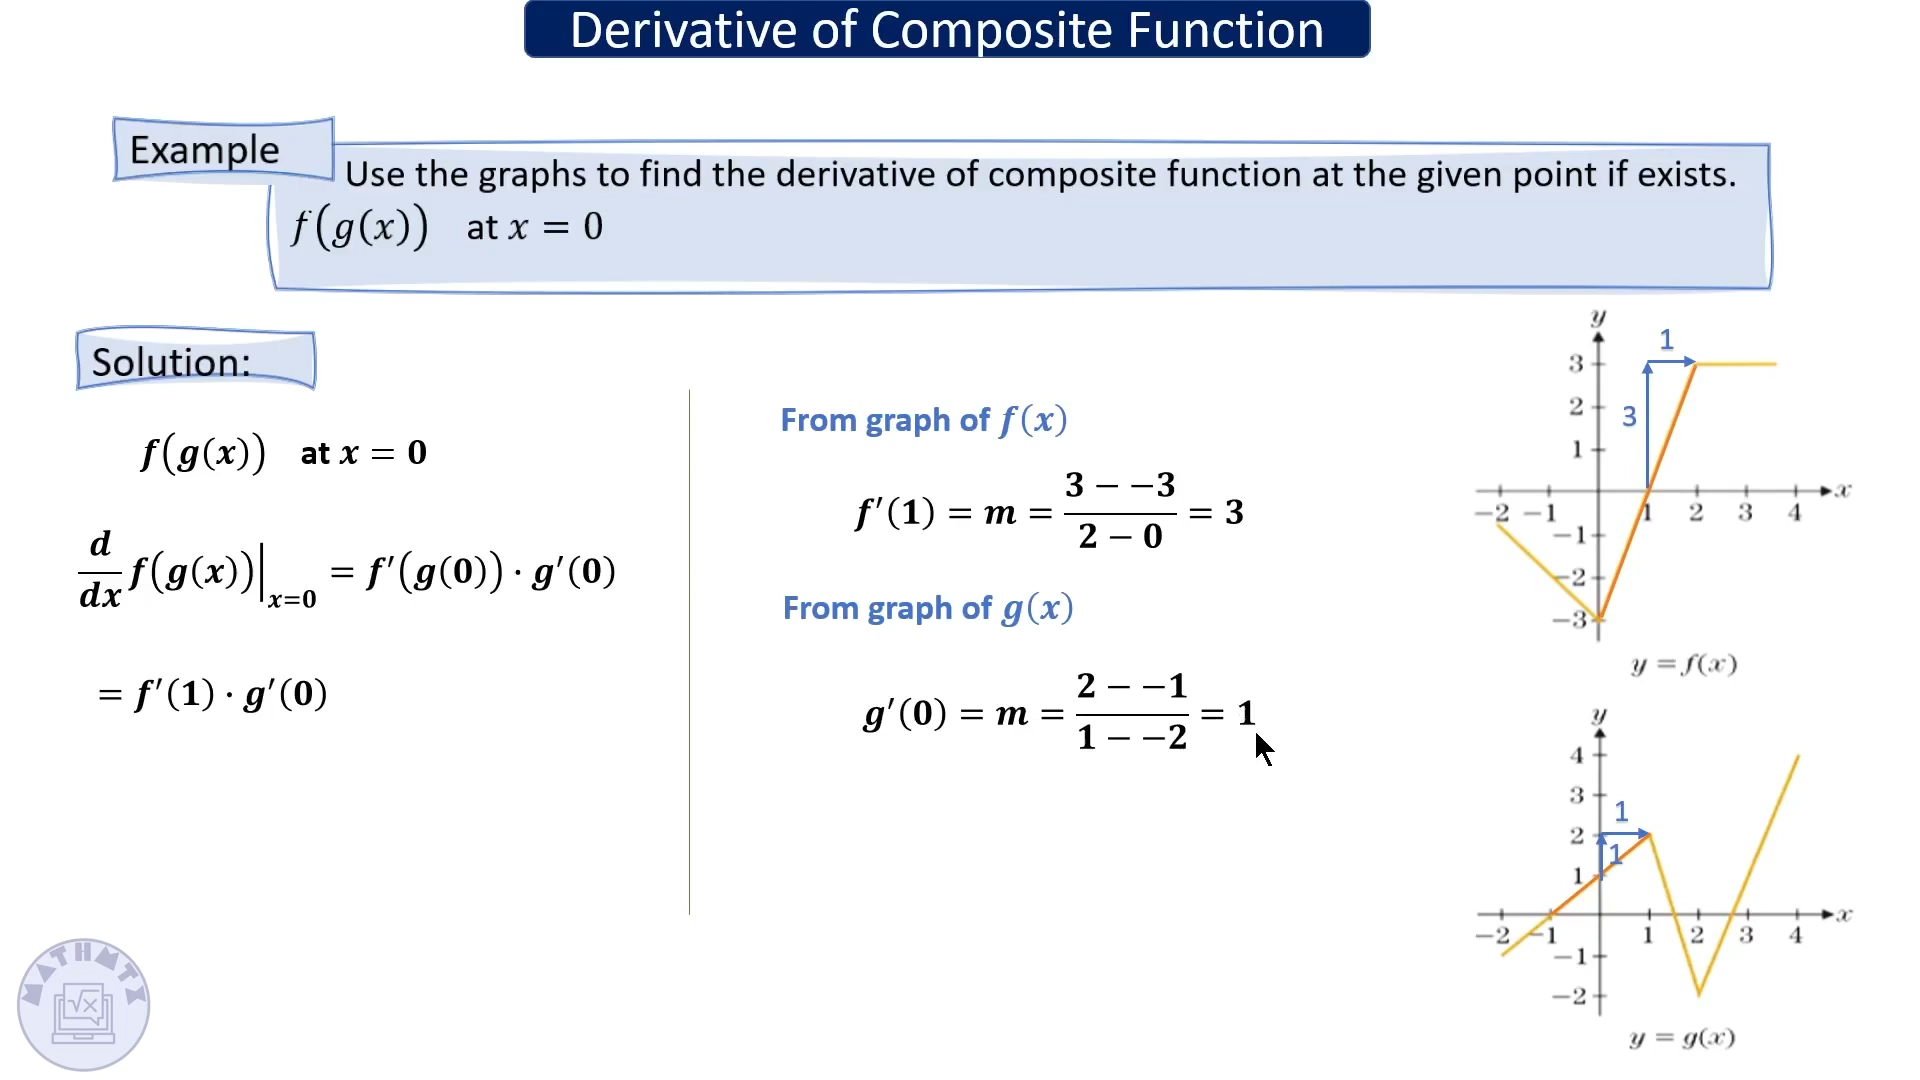 Derivative of Composite Function
Example
Use the graphs to find the derivative of composite function at the given point if exists.
f(g(x)) at x = 0
Solution:
f(g(x)) at x = 0
d/dx f(g(x))|x=0 = f′(g(0)) · g′(0)
= f′(1) · g′(0)
From graph of f(x)
f′(1) = m = (3 − −3)/(2 − 0) = 3
From graph of g(x)
g′(0) = m = (2 − −1)/(1 − −2) = 1
y
1
3
2
3
1
x
−2 −1 1 2 3 4
−1
−2
−3
y = f(x)
y
4
3
1
2
1
1
x
−2 −1 1 2 3 4
−1
−2
y = g(x)
MATHMTX
√x